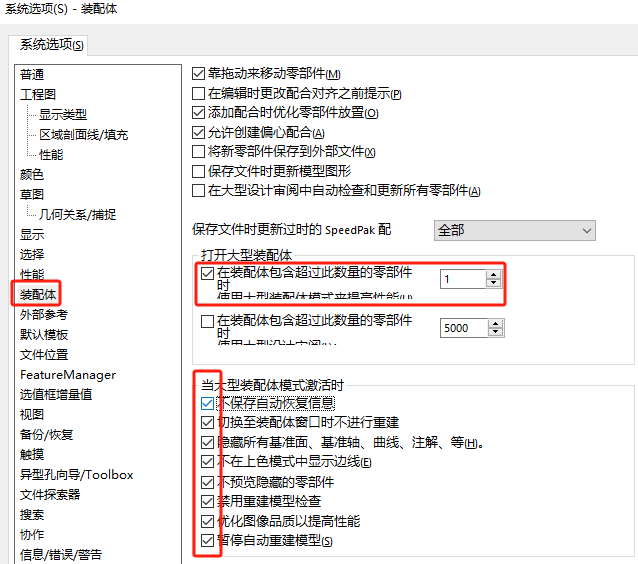 系统选项(S) - 装配体
系统选项(S)
普通
工程图
显示类型
区域剖面线/填充
性能
颜色
草图
几何关系/捕捉
显示
选择
性能
装配体
外部参考
默认模板
文件位置
FeatureManager
选值框增量值
视图
备份/恢复
触摸
异型孔向导/Toolbox
文件探索器
搜索
协作
信息/错误/警告
靠拖动来移动零部件(M)
在编辑时更改配合对齐之前提示(P)
添加配合时优化零部件放置(O)
允许创建偏心配合(A)
将新零部件保存到外部文件(X)
保存文件时更新模型图形
在大型设计审阅中自动检查和更新所有零部件(A)
保存文件时更新过时的 SpeedPak 配
全部
打开大型装配体
在装配体包含超过此数量的零部件
时
使用大型装配体模式来提高性能(U)
1
在装配体包含超过此数量的零部件
时
使用大型设计审阅
5000
当大型装配体模式激活时
不保存自动恢复信息
切换至装配体窗口时不进行重建
隐藏所有基准面、基准轴、曲线、注解、等(H)。
不在上色模式中显示边线(E)
不预览隐藏的零部件
禁用重建模型检查
优化图像品质以提高性能
暂停自动重建模型(S)